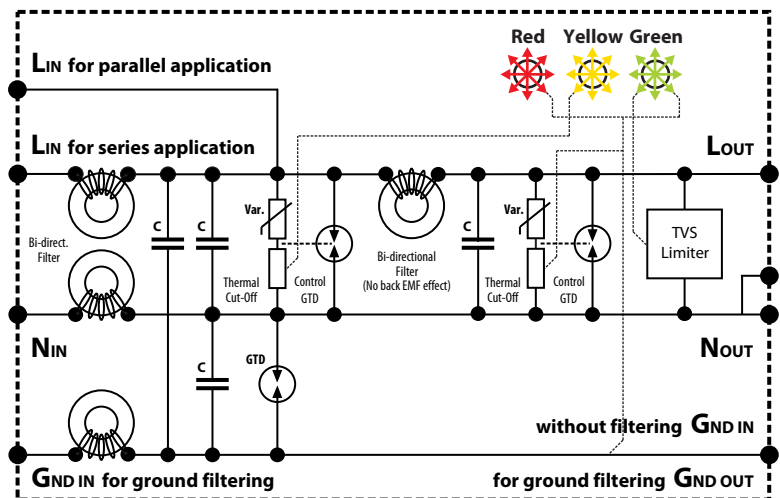 Red Yellow Green
LIN for parallel application
LIN for series application
LOUT
Bi-direct.
Filter
C
C
Var.
Thermal
Cut-Off
Control
GTD
Bi-directional
Filter
(No back EMF effect)
C
Var.
Thermal
Cut-Off
Control
GTD
TVS
Limiter
NIN
NOUT
C
GTD
without filtering GND IN
GND IN for ground filtering
for ground filtering GND OUT